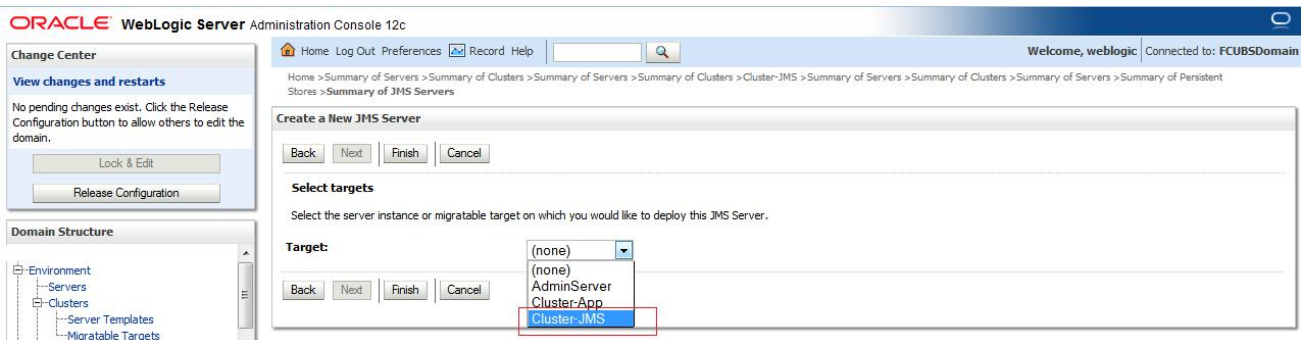 ORACLE WebLogic Server Administration Console 12c
Change Center
View changes and restarts
No pending changes exist. Click the Release
Configuration button to allow others to edit the
domain.
Lock & Edit
Release Configuration
Domain Structure
Environment
Servers
Clusters
Server Templates
Migratable Targets
Home Log Out Preferences Record Help
Welcome, weblogic Connected to: FCUBSDomain
Home >Summary of Servers >Summary of Clusters >Summary of Servers >Summary of Clusters >Cluster-JMS >Summary of Servers >Summary of Clusters >Summary of Servers >Summary of Persistent
Stores >Summary of JMS Servers
Create a New JMS Server
Back Next Finish Cancel
Select targets
Select the server instance or migratable target on which you would like to deploy this JMS Server.
Target: (none)
(none)
AdminServer
Cluster-App
Cluster-JMS
Back Next Finish Cancel